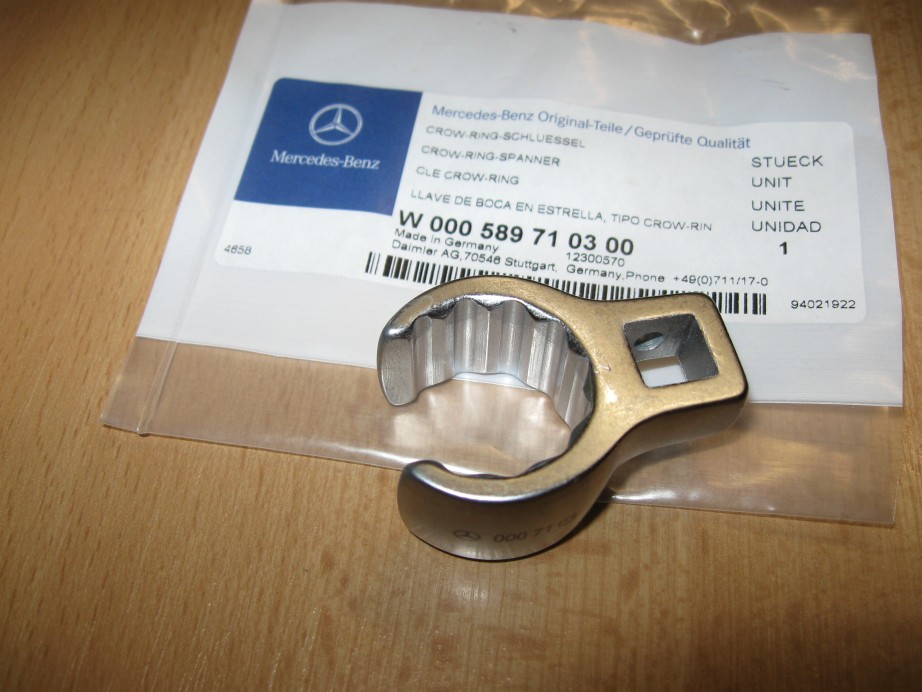 Mercedes-Benz
Mercedes-Benz Original-Teile/Geprüfte Qualität
CROW-RING-SCHLUESSEL
CROW-RING-SPANNER
CLE CROW-RING
LLAVE DE BOCA EN ESTRELLA, TIPO CROW-RIN
STUECK
UNIT
UNITE
UNIDAD
1
W 000 589 71 03 00
Made in Germany 12300570
Daimler AG,70546 Stuttgart, Germany,Phone +49(0)711/17-0
4658
94021922
000 71